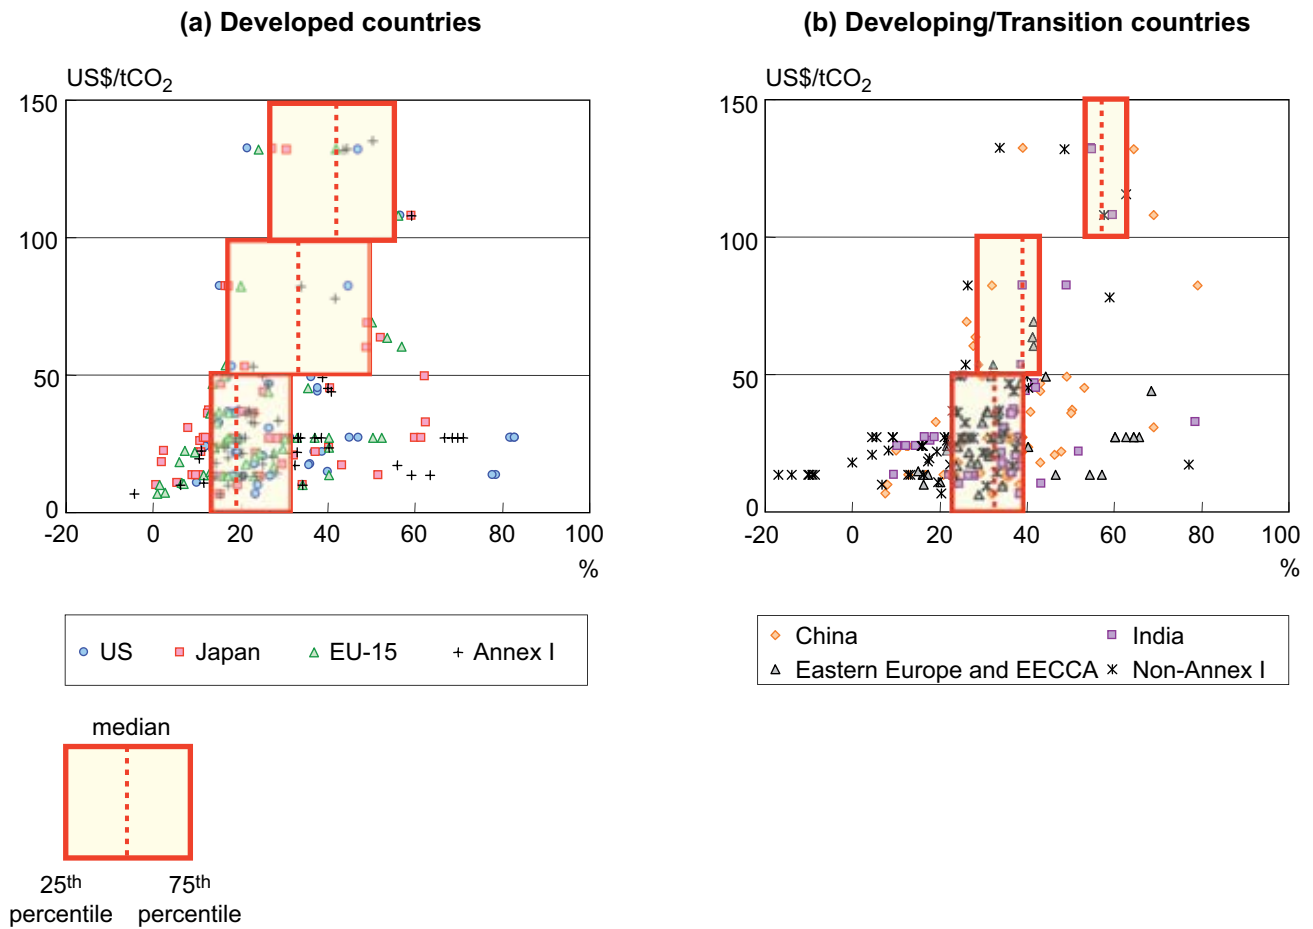 (a) Developed countries
(b) Developing/Transition countries
US$/tCO2
150
100
50
0
-20 0 20 40 60 80 100
%
US$/tCO2
150
100
50
0
-20 0 20 40 60 80 100
%
US Japan EU-15 Annex I
China India
Eastern Europe and EECCA Non-Annex I
median
25th percentile
75th percentile